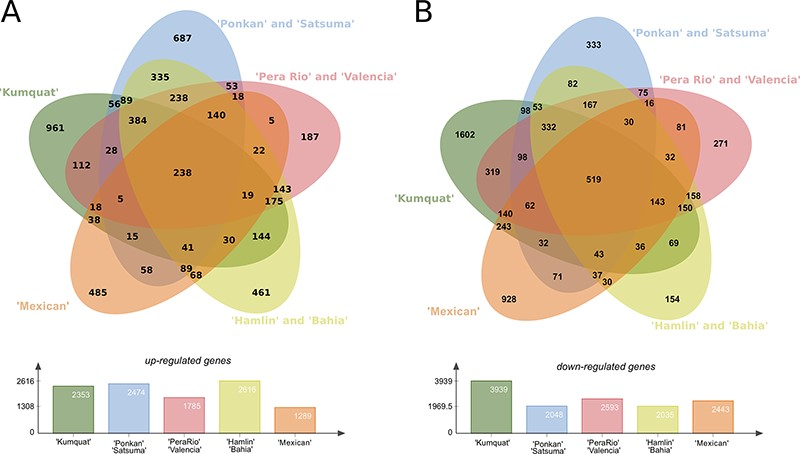 A
B
'Ponkan' and 'Satsuma'
'Ponkan' and 'Satsuma'
687
333
335
'Pera Rio' and 'Valencia'
82
'Pera Rio' and 'Valencia'
'Kumquat'
53
75
56 89 238 18
98 53 167 16
384 140 5
332 30 81
961 187
1602 271
28 22
98 32
112 238
319 519
'Kumquat'
5 19 143
62 143 158
18 175
140 150
38
243
15 41 30 144
32 43 36 69
58 89 68
71 37 30
485 461
928 154
'Mexican'
'Mexican'
'Hamlin' and 'Bahia'
'Hamlin' and 'Bahia'
up-regulated genes
2616
1308
0
2353
2474
1785
2616
1289
'Kumquat'
'Ponkan'
'Satsuma'
'PeraRio'
'Valencia'
'Hamlin'
'Bahia'
'Mexican'
down-regulated genes
3939
1969.5
0
3939
2048
2593
2035
2443
'Kumquat'
'Ponkan'
'Satsuma'
'PeraRio'
'Valencia'
'Hamlin'
'Bahia'
'Mexican'